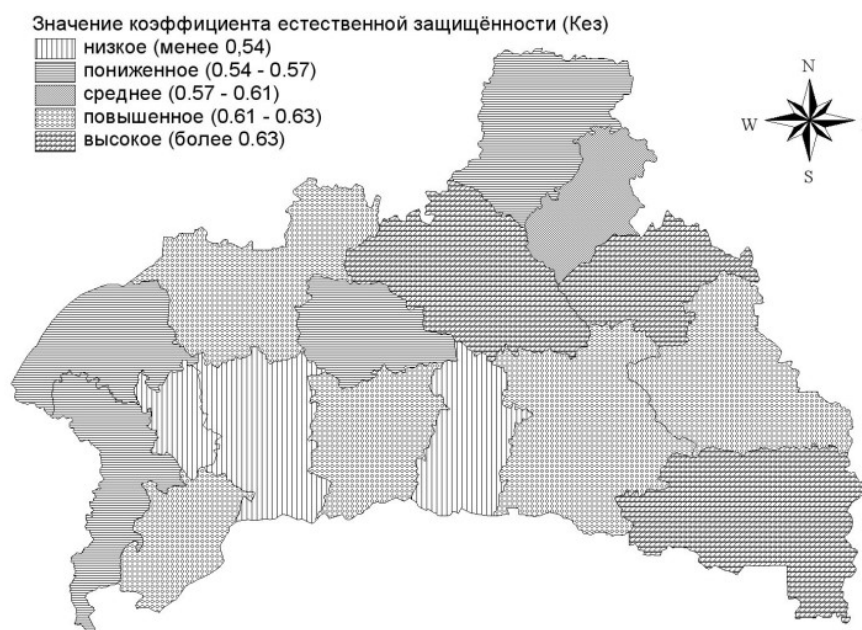 Значение коэффициента естественной защищённости (Кез)
низкое (менее 0,54)
пониженное (0.54 - 0.57)
среднее (0.57 - 0.61)
повышенное (0.61 - 0.63)
высокое (более 0.63)
N
W
S